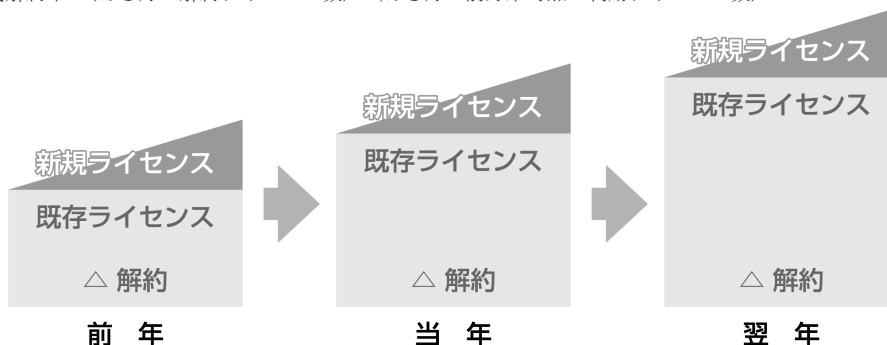 新規ライセンス
既存ライセンス
△ 解約
前 年
新規ライセンス
既存ライセンス
△ 解約
当 年
新規ライセンス
既存ライセンス
△ 解約
翌 年